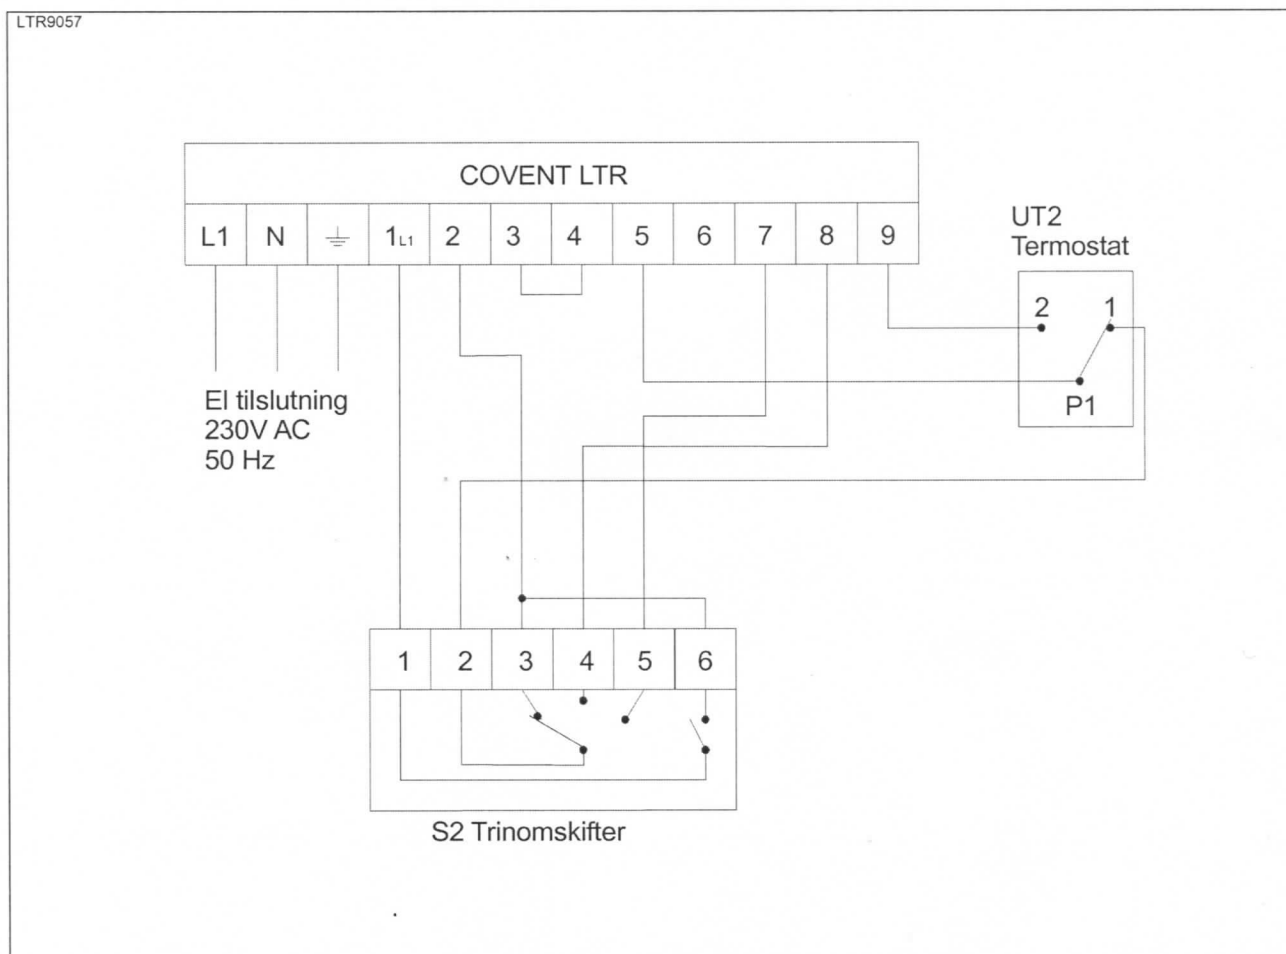 LTR9057
COVENT LTR
L1 N 1L1 2 3 4 5 6 7 8 9
UT2
Termostat
2 1
P1
El tilslutning
230V AC
50 Hz
1 2 3 4 5 6
S2 Trinomskifter